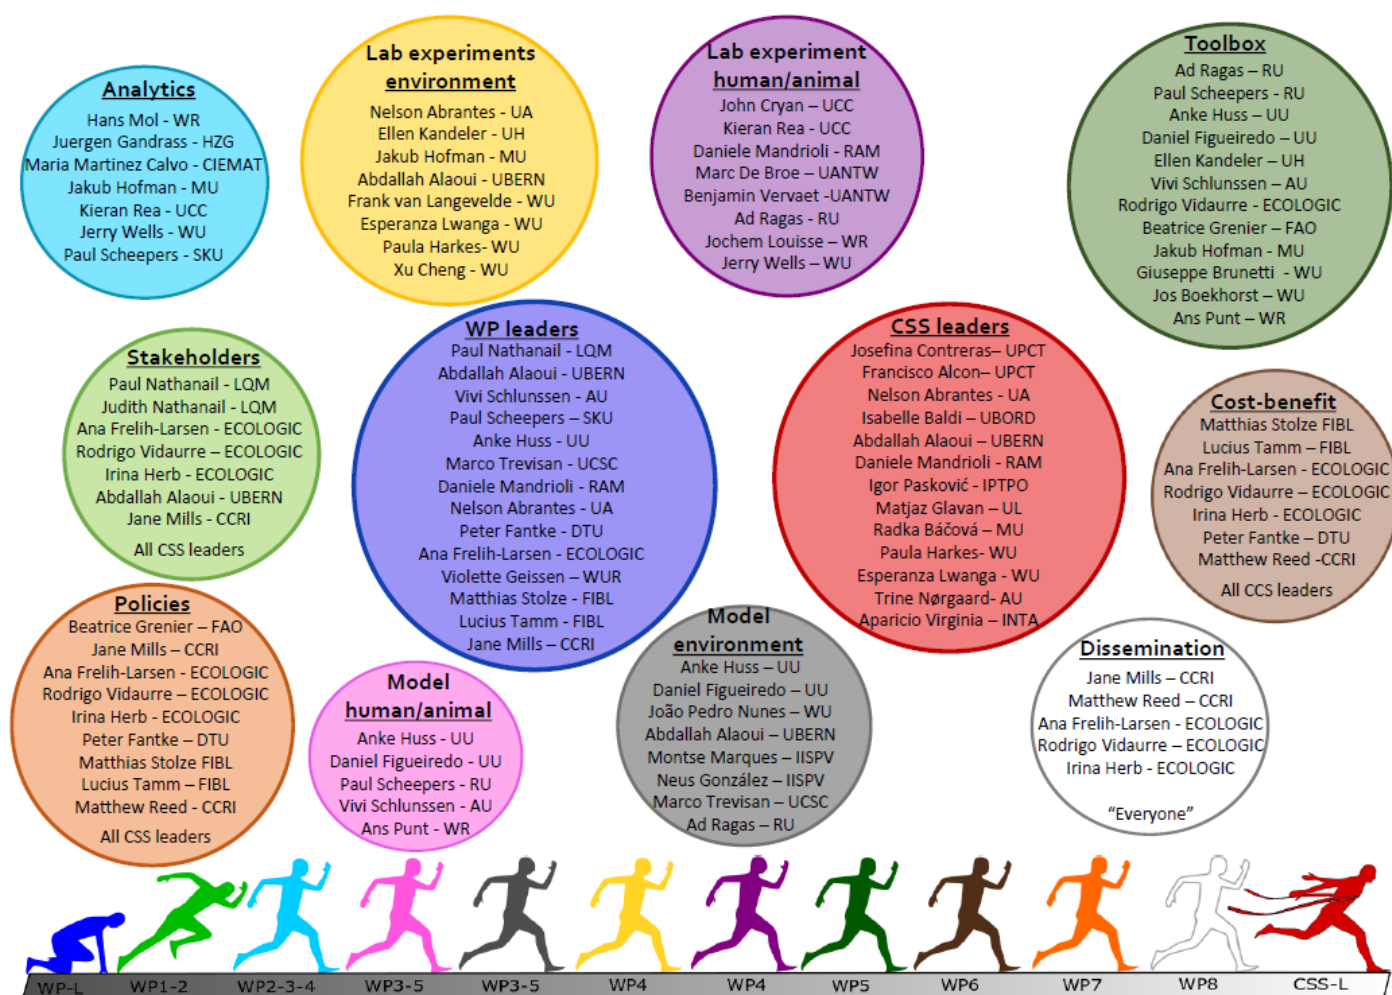 Analytics
Hans Mol - WR
Juergen Gandrass - HZG
Maria Martinez Calvo - CIEMAT
Jakub Hofman - MU
Kieran Rea - UCC
Jerry Wells - WU
Paul Scheepers - SKU
Lab experiments
environment
Nelson Abrantes - UA
Ellen Kandeler - UH
Jakub Hofman - MU
Abdallah Alaoui - UBERN
Frank van Langevelde - WU
Esperanza Lwanga - WU
Paula Harkes- WU
Xu Cheng - WU
Lab experiment
human/animal
John Cryan – UCC
Kieran Rea - UCC
Daniele Mandrioli - RAM
Marc De Broe – UANTW
Benjamin Vervaet -UANTW
Ad Ragas - RU
Jochem Louisse – WR
Jerry Wells – WU
Toolbox
Ad Ragas – RU
Paul Scheepers - RU
Anke Huss – UU
Daniel Figueiredo – UU
Ellen Kandeler – UH
Vivi Schlunssen – AU
Rodrigo Vidaurre - ECOLOGIC
Beatrice Grenier – FAO
Jakub Hofman – MU
Giuseppe Brunetti - WU
Jos Boekhorst – WU
Ans Punt – WR
Stakeholders
Paul Nathanail - LQM
Judith Nathanail - LQM
Ana Frelih-Larsen - ECOLOGIC
Rodrigo Vidaurre – ECOLOGIC
Irina Herb - ECOLOGIC
Abdallah Alaoui - UBERN
Jane Mills - CCRI
All CSS leaders
WP leaders
Paul Nathanail - LQM
Abdallah Alaoui - UBERN
Vivi Schlunssen - AU
Paul Scheepers – SKU
Anke Huss – UU
Marco Trevisan - UCSC
Daniele Mandrioli - RAM
Nelson Abrantes - UA
Peter Fantke - DTU
Ana Frelih-Larsen - ECOLOGIC
Violette Geissen – WUR
Matthias Stolze - FIBL
Lucius Tamm - FIBL
Jane Mills – CCRI
CSS leaders
Josefina Contreras– UPCT
Francisco Alcon– UPCT
Nelson Abrantes - UA
Isabelle Baldi - UBORD
Abdallah Alaoui – UBERN
Daniele Mandrioli – RAM
Igor Pasković - IPTPO
Matjaz Glavan - UL
Radka Báčová – MU
Paula Harkes- WU
Esperanza Lwanga - WU
Trine Nørgaard- AU
Aparicio Virginia – INTA
Cost-benefit
Matthias Stolze FIBL
Lucius Tamm – FIBL
Ana Frelih-Larsen - ECOLOGIC
Rodrigo Vidaurre – ECOLOGIC
Irina Herb - ECOLOGIC
Peter Fantke – DTU
Matthew Reed -CCRI
All CCS leaders
Policies
Beatrice Grenier – FAO
Jane Mills – CCRI
Ana Frelih-Larsen - ECOLOGIC
Rodrigo Vidaurre – ECOLOGIC
Irina Herb - ECOLOGIC
Peter Fantke – DTU
Matthias Stolze FIBL
Lucius Tamm – FIBL
Matthew Reed - CCRI
All CSS leaders
Model
human/animal
Anke Huss - UU
Daniel Figueiredo - UU
Paul Scheepers - RU
Vivi Schlunssen – AU
Ans Punt - WR
Model
environment
Anke Huss – UU
Daniel Figueiredo – UU
João Pedro Nunes – WU
Abdallah Alaoui – UBERN
Montse Marques – IISPV
Neus González – IISPV
Marco Trevisan – UCSC
Ad Ragas – RU
Dissemination
Jane Mills – CCRI
Matthew Reed – CCRI
Ana Frelih-Larsen - ECOLOGIC
Rodrigo Vidaurre – ECOLOGIC
Irina Herb - ECOLOGIC
“Everyone”
WP-L WP1-2 WP2-3-4 WP3-5 WP3-5 WP4 WP4 WP5 WP6 WP7 WP8 CSS-L